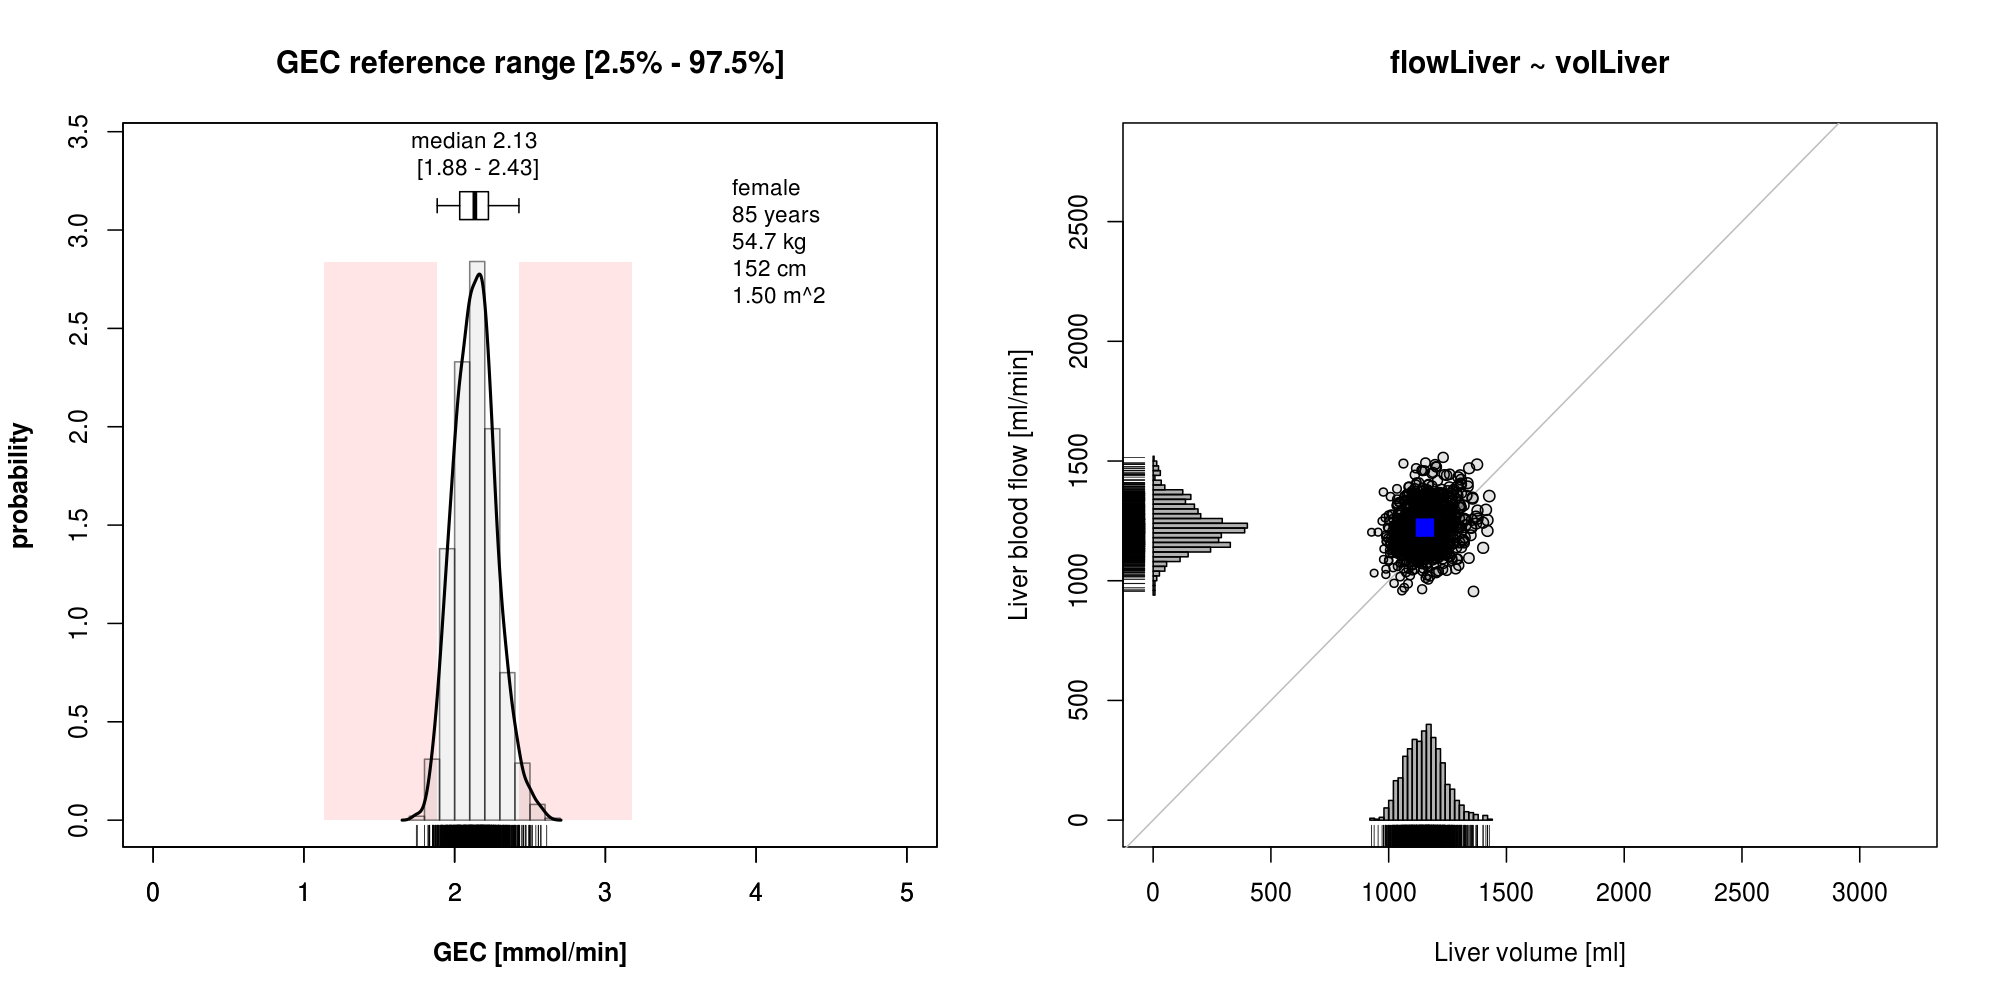 GEC reference range [2.5% - 97.5%]
median 2.13
[1.88 - 2.43]
female
85 years
54.7 kg
152 cm
1.50 m^2
probability
3.5
3.0
2.5
2.0
1.5
1.0
0.5
0.0
0 1 2 3 4 5
GEC [mmol/min]
flowLiver ~ volLiver
Liver blood flow [ml/min]
2500
2000
1500
1000
500
0
0 500 1000 1500 2000 2500 3000
Liver volume [ml]